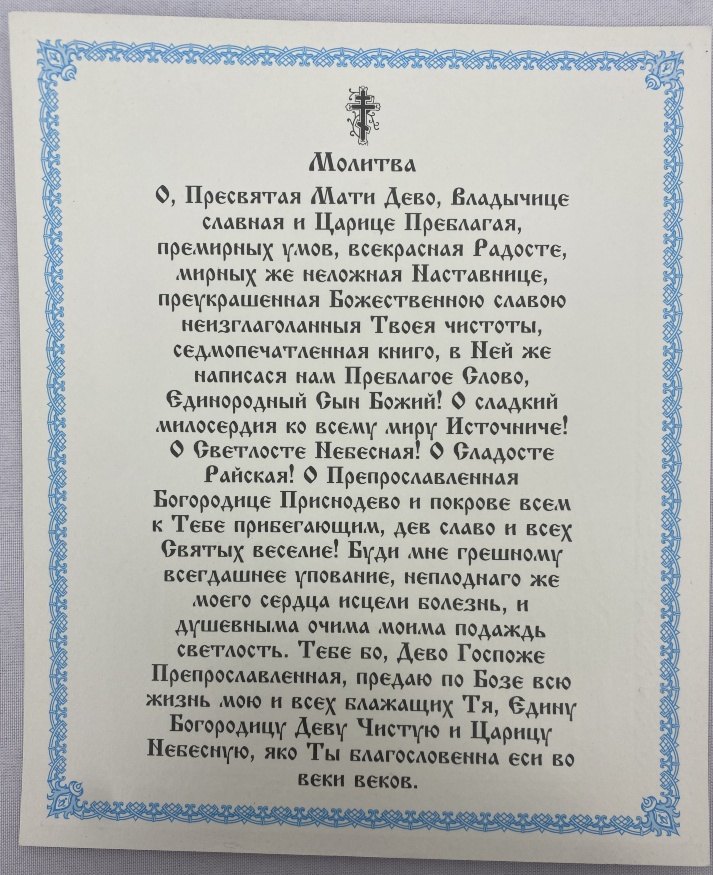 Молитва
О, Пресвятая Мати Дево, Владычице
славная и Царице Преблагая,
премирных умов, всекрасная Радосте,
мирных же неложная Наставнице,
преукрашенная Божественною славою
неизглаголанныя Твоея чистоты,
седмопечатленная книго, в Ней же
написася нам Преблагое Слово,
Единородный Сын Божий! О сладкий
милосердия ко всему миру Источниче!
О Светлосте Небесная! О Сладосте
Райская! О Препрославленная
Богородице Приснодево и покрове всем
к Тебе прибегающим, дев славо и всех
Святых веселие! Буди мне грешному
всегдашнее упование, неплоднаго же
моего сердца исцели болезнь, и
душевныма очима моима подаждь
светлость. Тебе бо, Дево Госпоже
Препрославленная, предаю по Бозе всю
жизнь мою и всех блажащих Тя, Едину
Богородицу Деву Чистую и Царицу
Небесную, яко Ты благословенна еси во
веки веков.